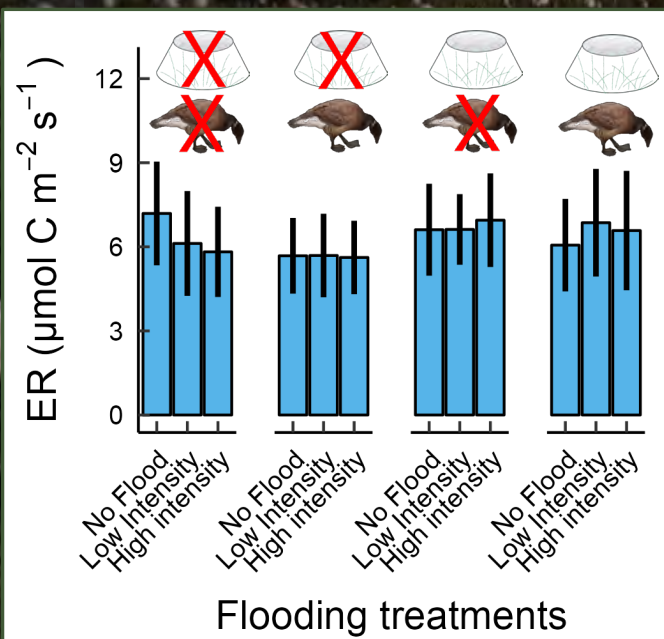 ER (µmol C m⁻² s⁻¹ )
12
9
6
3
0
No Flood
Low Intensity
High intensity
No Flood
Low Intensity
High intensity
No Flood
Low Intensity
High intensity
No Flood
Low Intensity
High intensity
Flooding treatments